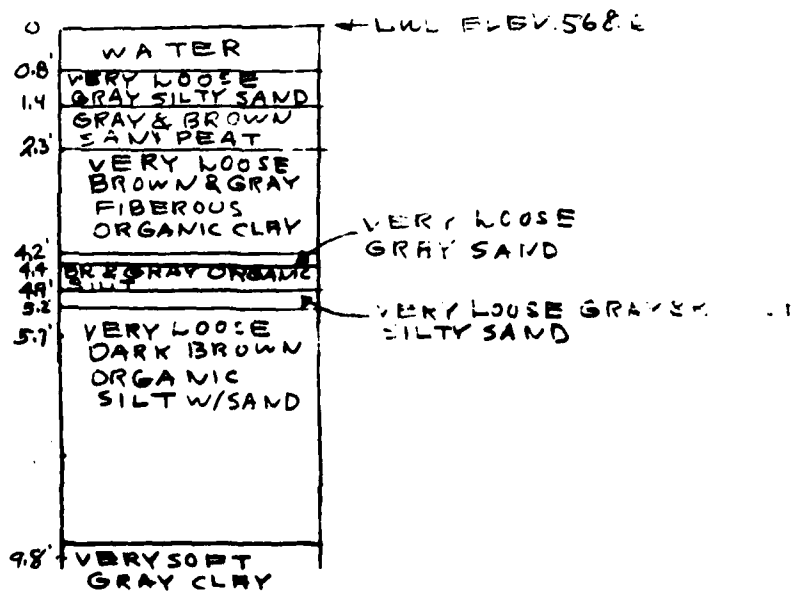 0
LWL ELEV. 568.
WATER
0.8'
VERY LOOSE
GRAY SILTY SAND
1.4
GRAY & BROWN
PEAT
2.3'
VERY LOOSE
BROWN & GRAY
FIBEROUS
ORGANIC CLAY
4.2'
VERY LOOSE
GRAY SAND
4.4
BR & GRAY ORGANIC
SILT
4.9'
5.2
VERY LOOSE
SILTY SAND
5.7'
VERY LOOSE
DARK BROWN
ORGANIC
SILT W/SAND
9.8'
VERY SOFT
GRAY CLAY